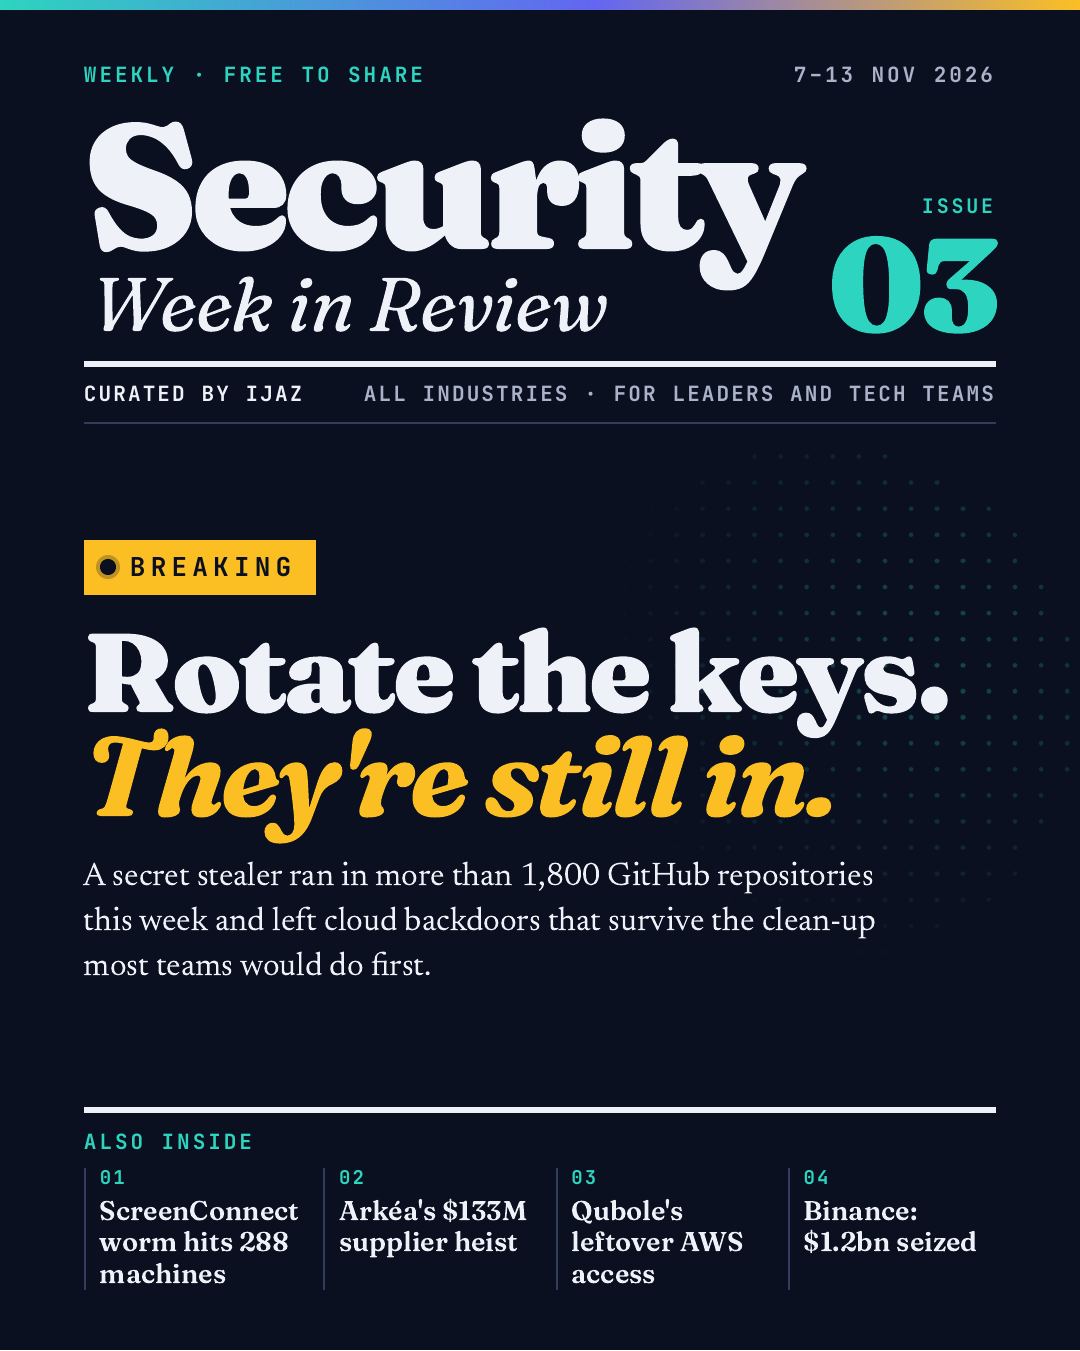 WEEKLY · FREE TO SHARE
7–13 NOV 2026
Security
Week in Review
ISSUE
03
CURATED BY IJAZ
ALL INDUSTRIES · FOR LEADERS AND TECH TEAMS
BREAKING
Rotate the keys.
They're still in.
A secret stealer ran in more than 1,800 GitHub repositories
this week and left cloud backdoors that survive the clean-up
most teams would do first.
ALSO INSIDE
01
ScreenConnect
worm hits 288
machines
02
Arkéa's $133M
supplier heist
03
Qubole's
leftover AWS
access
04
Binance:
$1.2bn seized